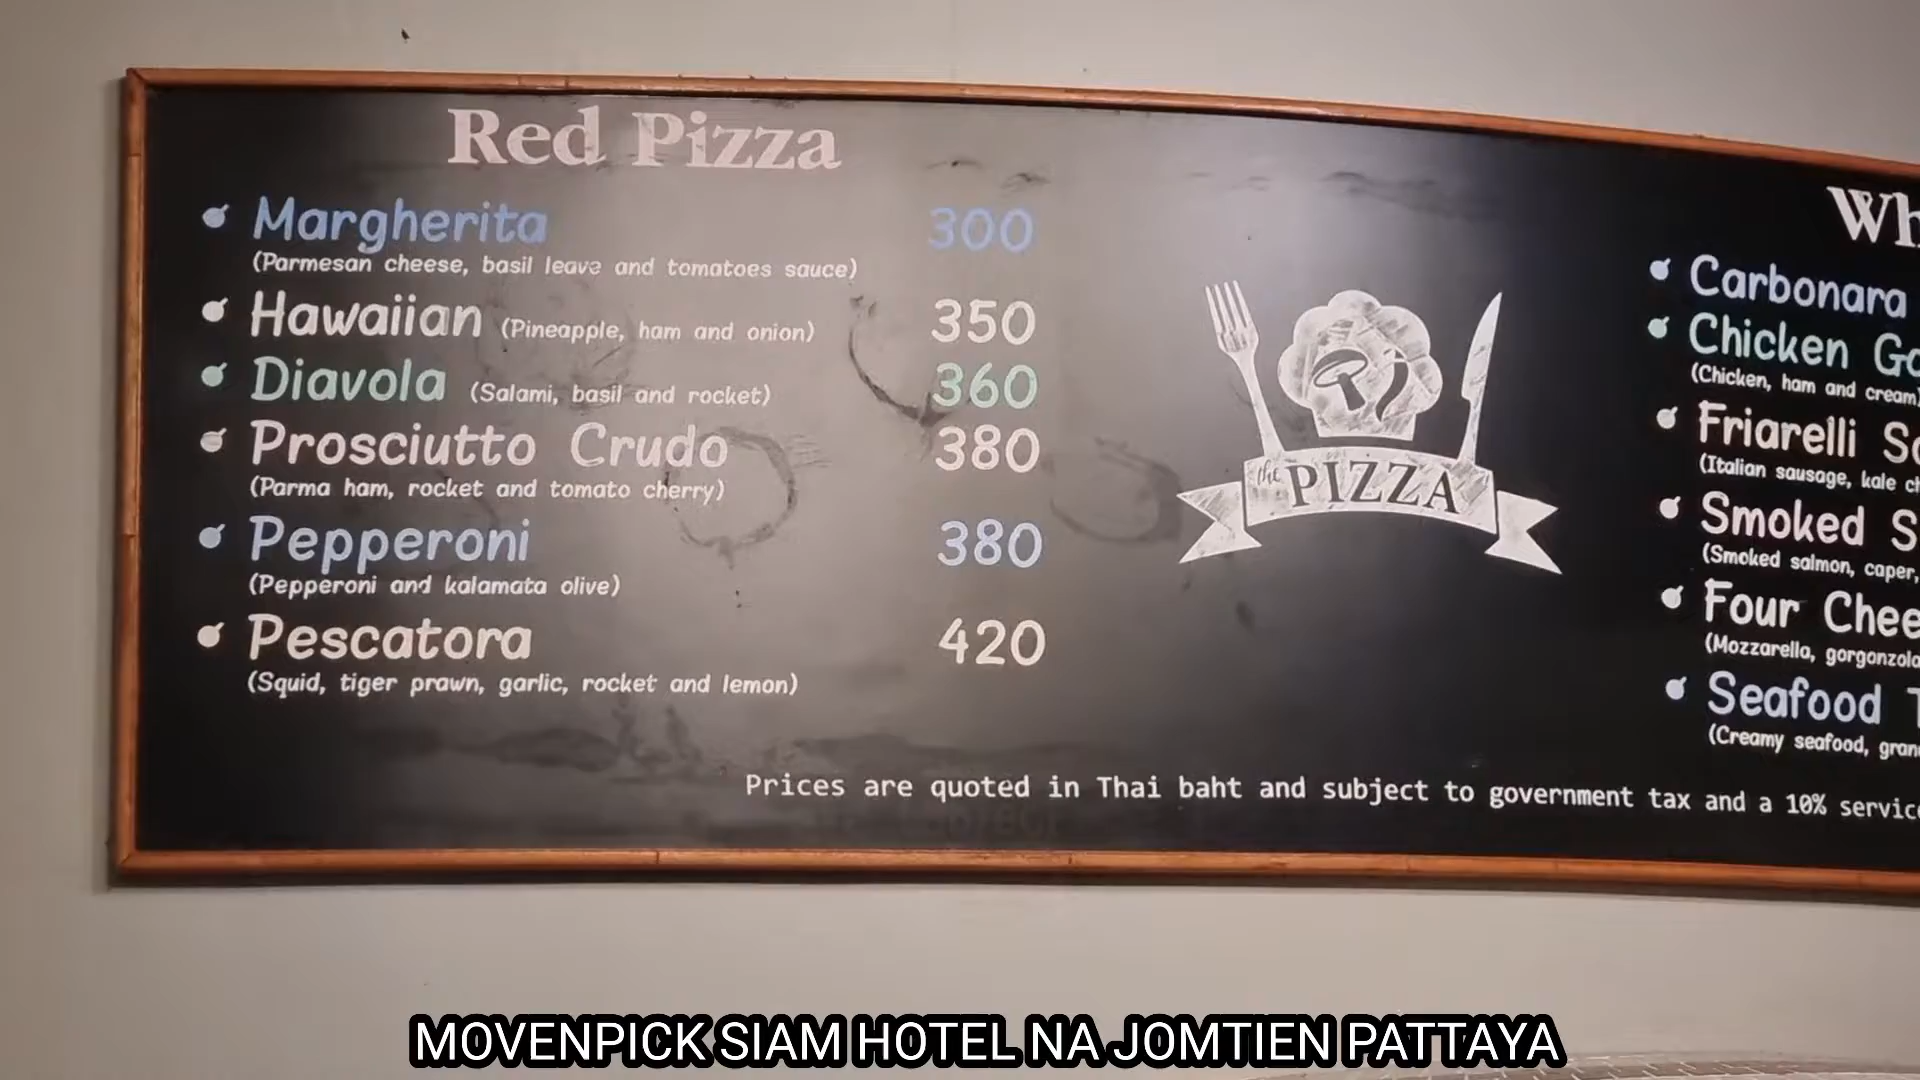 Red Pizza
Margherita 300
(Parmesan cheese, basil leave and tomatoes sauce)
Hawaiian (Pineapple, ham and onion) 350
Diavola (Salami, basil and rocket) 360
Prosciutto Crudo 380
(Parma ham, rocket and tomato cherry)
Pepperoni 380
(Pepperoni and kalamata olive)
Pescatora 420
(Squid, tiger prawn, garlic, rocket and lemon)
the PIZZA
Carbonara
Chicken
(Chicken, ham and cream)
Friarelli
(Italian sausage, kale
Smoked
(Smoked salmon, caper,
Four
(Mozzarella, gorgonzola
Seafood
(Creamy seafood,
Prices are quoted in Thai baht and subject to government tax and a 10%
MOVENPICK SIAM HOTEL NA JOMTIEN PATTAYA